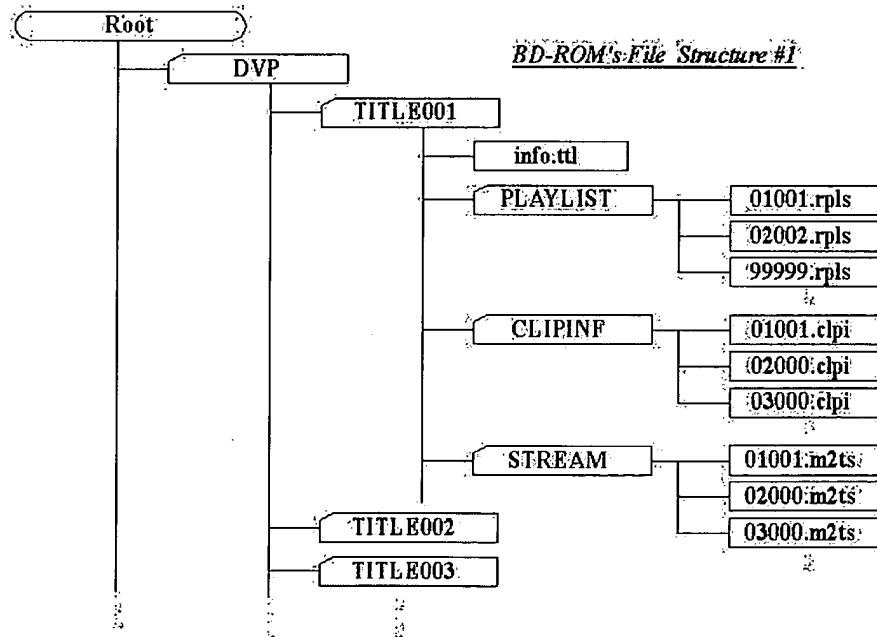 Root
BD-ROM's File Structure #1
DVP
TITLE001
info.ttl
PLAYLIST
01001.rpls
02002.rpls
99999.rpls
CLIPINF
01001.clpi
02000.clpi
03000.clpi
STREAM
01001.m2ts
02000.m2ts
03000.m2ts
TITLE002
TITLE003